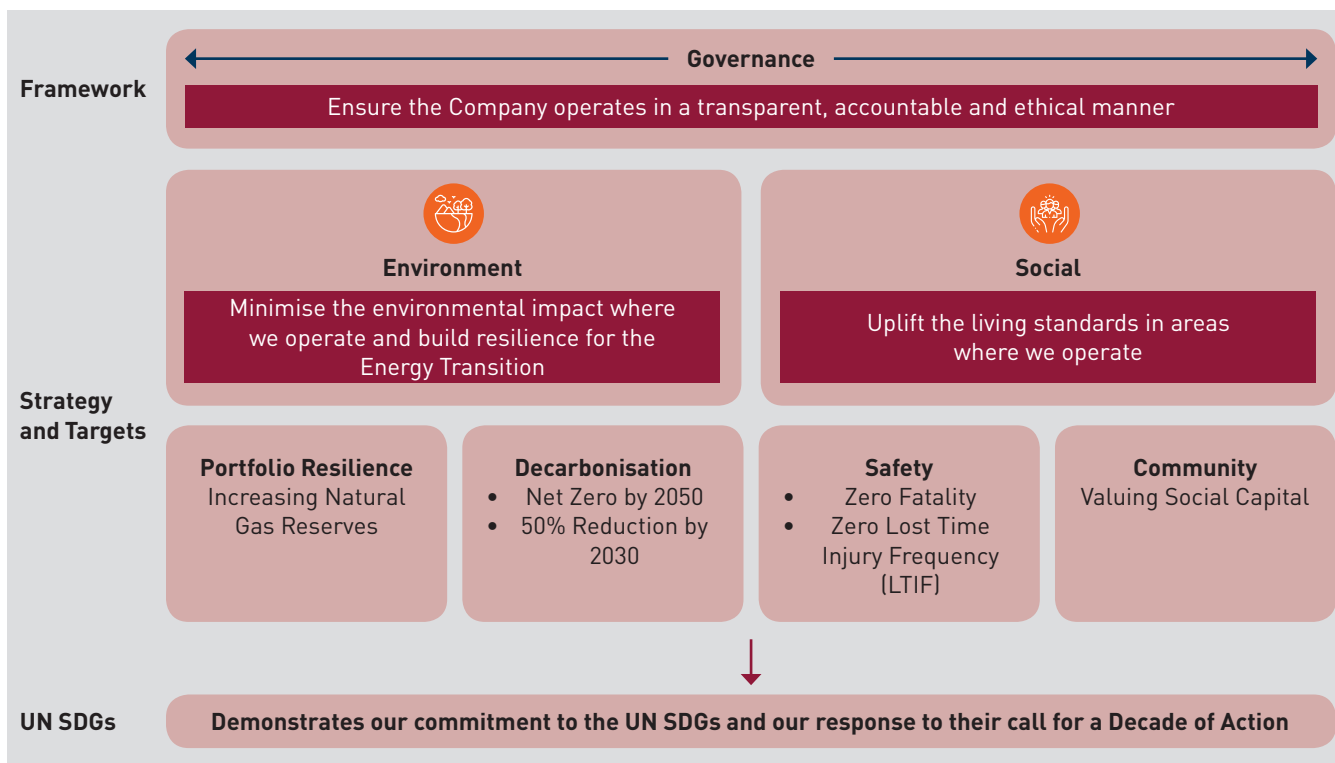 Framework
Governance
Ensure the Company operates in a transparent, accountable and ethical manner
Strategy
and Targets
Environment
Minimise the environmental impact where
we operate and build resilience for the
Energy Transition
Social
Uplift the living standards in areas
where we operate
Portfolio Resilience
Increasing Natural
Gas Reserves
Decarbonisation
• Net Zero by 2050
• 50% Reduction by
2030
Safety
• Zero Fatality
• Zero Lost Time
Injury Frequency
(LTIF)
Community
Valuing Social Capital
UN SDGs
Demonstrates our commitment to the UN SDGs and our response to their call for a Decade of Action